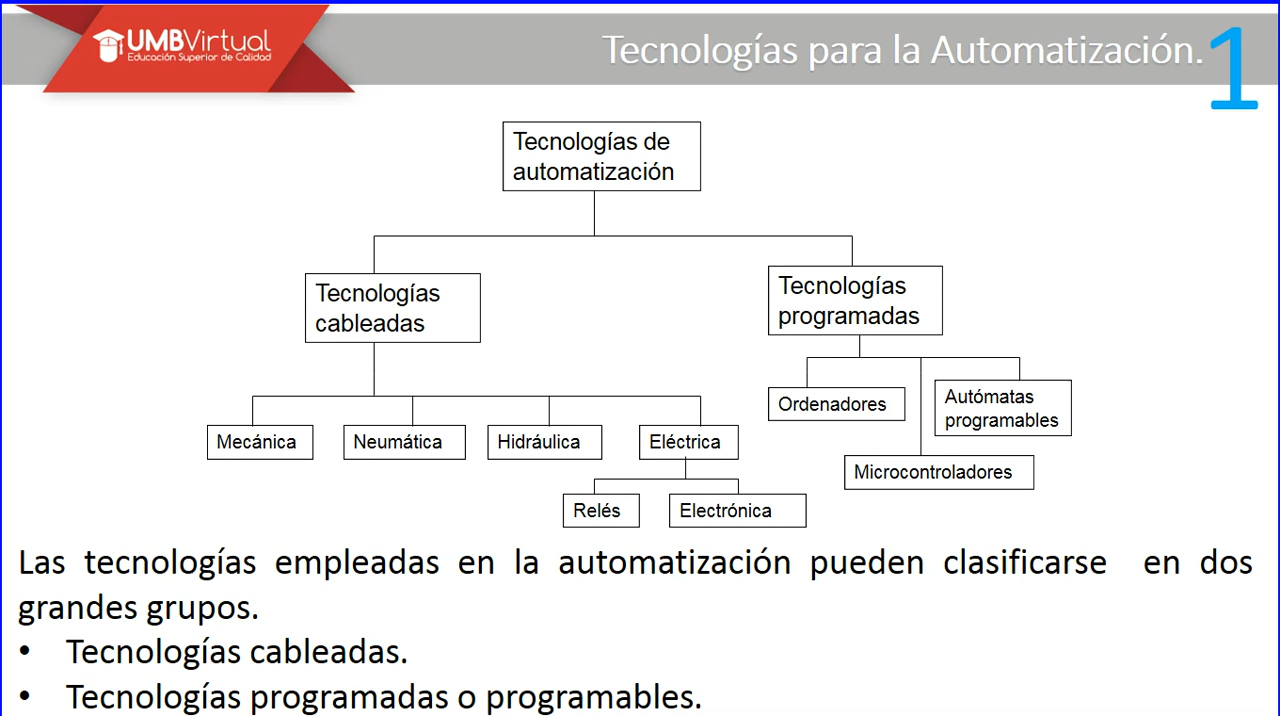 UMBVirtual
Educación Superior de Calidad
Tecnologías para la Automatización.
1
Tecnologías de
automatización
Tecnologías
cableadas
Tecnologías
programadas
Ordenadores
Autómatas
programables
Mecánica
Neumática
Hidráulica
Eléctrica
Microcontroladores
Relés
Electrónica
Las tecnologías empleadas en la automatización pueden clasificarse en dos
grandes grupos.
• Tecnologías cableadas.
• Tecnologías programadas o programables.